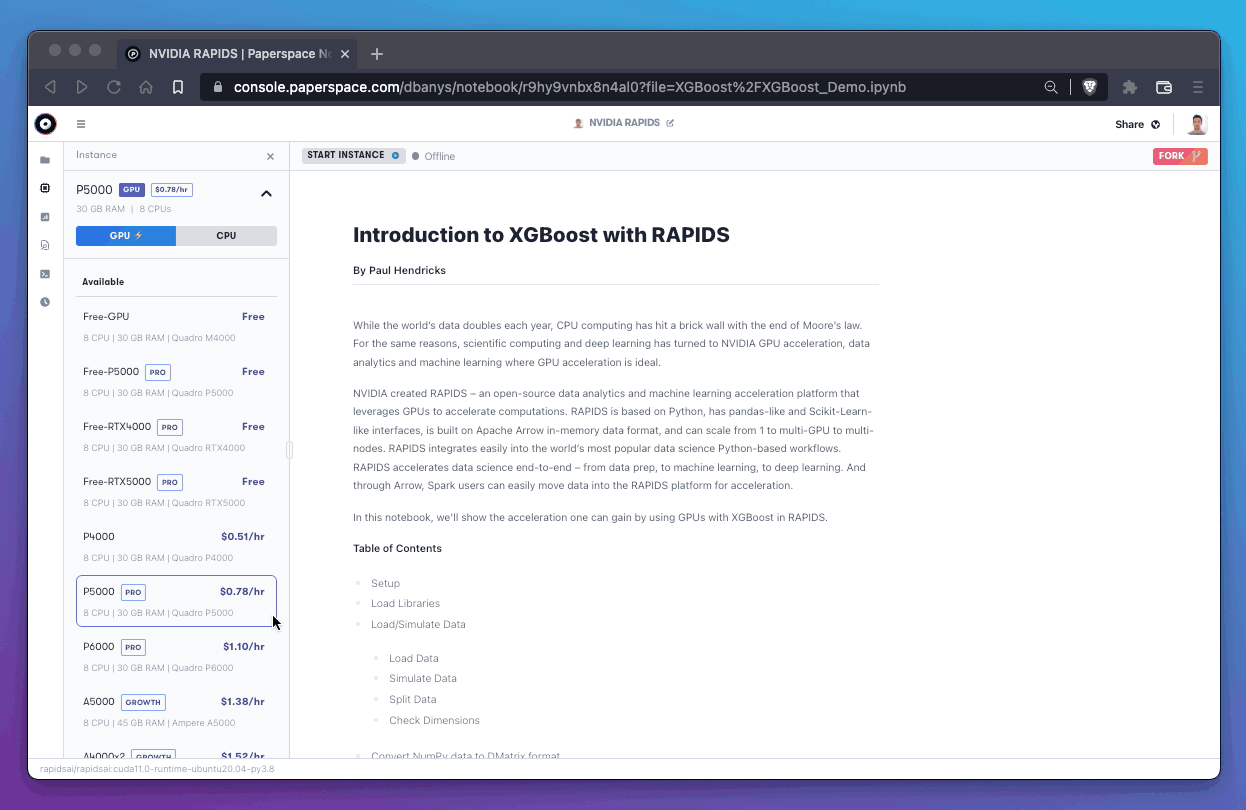 NVIDIA RAPIDS | Paperspace No
console.paperspace.com/dbanys/notebook/r9hy9vnbx8n4al0?file=XGBoost%2FXGBoost_Demo.ipynb
NVIDIA RAPIDS
Share
Instance
START INSTANCE
Offline
FORK
P5000 GPU $0.78/hr
30 GB RAM | 8 CPUs
GPU CPU
Available
Free-GPU Free
8 CPU | 30 GB RAM | Quadro M4000
Free-P5000 PRO Free
8 CPU | 30 GB RAM | Quadro P5000
Free-RTX4000 PRO Free
8 CPU | 30 GB RAM | Quadro RTX4000
Free-RTX5000 PRO Free
8 CPU | 30 GB RAM | Quadro RTX5000
P4000 $0.51/hr
8 CPU | 30 GB RAM | Quadro P4000
P5000 PRO $0.78/hr
8 CPU | 30 GB RAM | Quadro P5000
P6000 PRO $1.10/hr
8 CPU | 30 GB RAM | Quadro P6000
A5000 GROWTH $1.38/hr
8 CPU | 45 GB RAM | Ampere A5000
A4000x2 GROWTH $1.52/hr
Introduction to XGBoost with RAPIDS
By Paul Hendricks
While the world's data doubles each year, CPU computing has hit a brick wall with the end of Moore's law.
For the same reasons, scientific computing and deep learning has turned to NVIDIA GPU acceleration, data
analytics and machine learning where GPU acceleration is ideal.
NVIDIA created RAPIDS – an open-source data analytics and machine learning acceleration platform that
leverages GPUs to accelerate computations. RAPIDS is based on Python, has pandas-like and Scikit-Learn-
like interfaces, is built on Apache Arrow in-memory data format, and can scale from 1 to multi-GPU to multi-
nodes. RAPIDS integrates easily into the world's most popular data science Python-based workflows.
RAPIDS accelerates data science end-to-end – from data prep, to machine learning, to deep learning. And
through Arrow, Spark users can easily move data into the RAPIDS platform for acceleration.
In this notebook, we'll show the acceleration one can gain by using GPUs with XGBoost in RAPIDS.
Table of Contents
Setup
Load Libraries
Load/Simulate Data
Load Data
Simulate Data
Split Data
Check Dimensions
Convert NumPy data to DMatrix format
rapidsai/rapidsai:cuda11.0-runtime-ubuntu20.04-py3.8